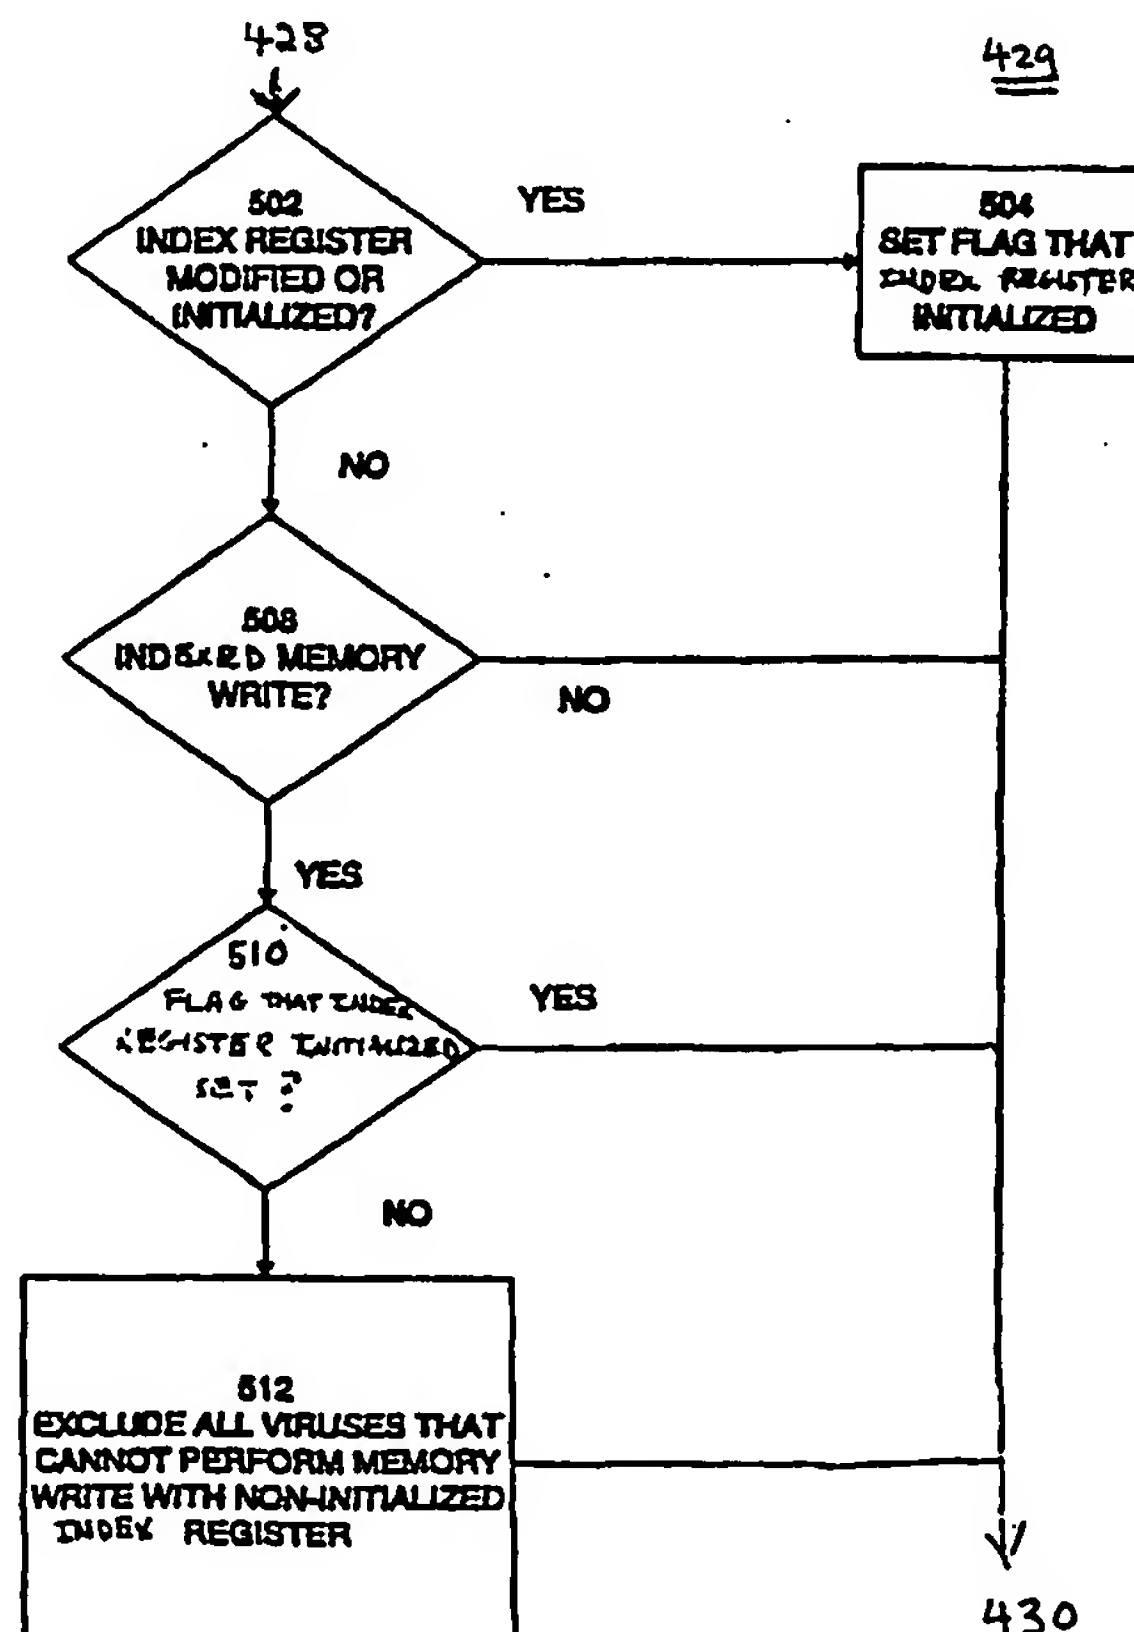 428
429
502
INDEX REGISTER
MODIFIED OR
INITIALIZED?
YES
504
SET FLAG THAT
INDEX REGISTER
INITIALIZED
NO
508
INDEXED MEMORY
WRITE?
NO
YES
510
FLAG THAT INDEX
REGISTER INITIALIZED
SET?
YES
NO
512
EXCLUDE ALL VIRUSES THAT
CANNOT PERFORM MEMORY
WRITE WITH NON-INITIALIZED
INDEX REGISTER
430